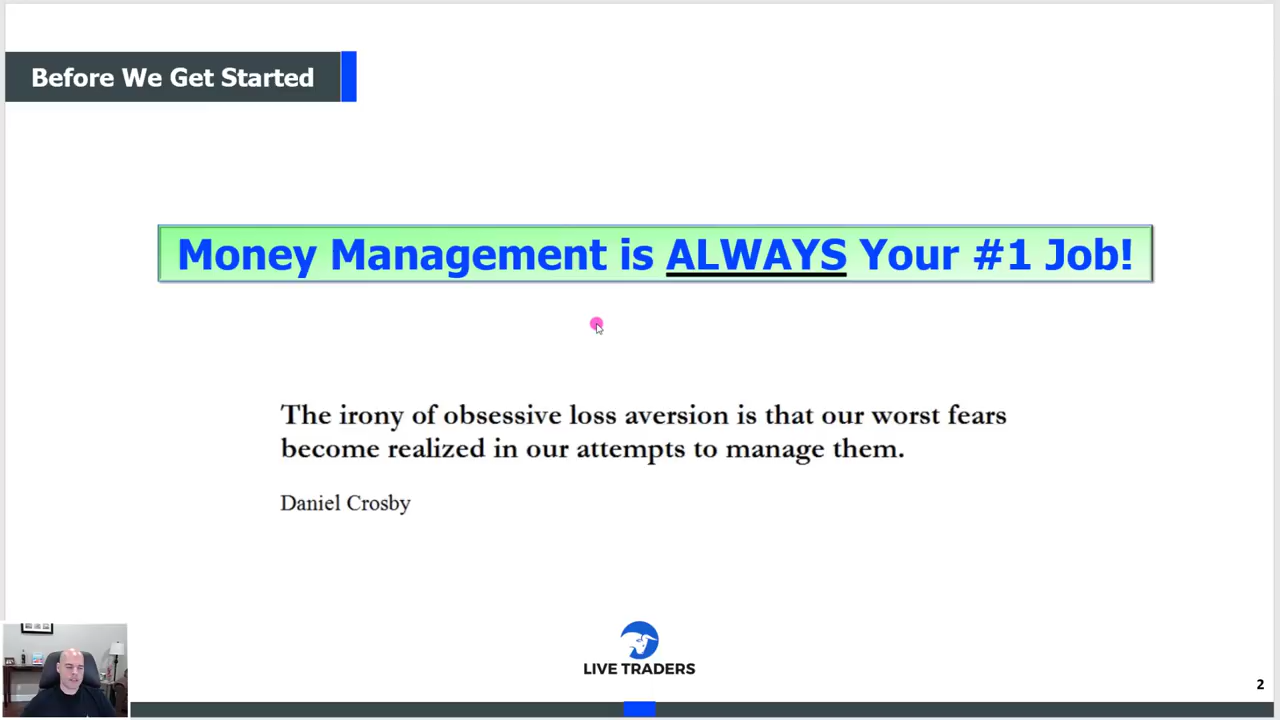 Before We Get Started
Money Management is ALWAYS Your #1 Job!
The irony of obsessive loss aversion is that our worst fears
become realized in our attempts to manage them.
Daniel Crosby
LIVE TRADERS
2